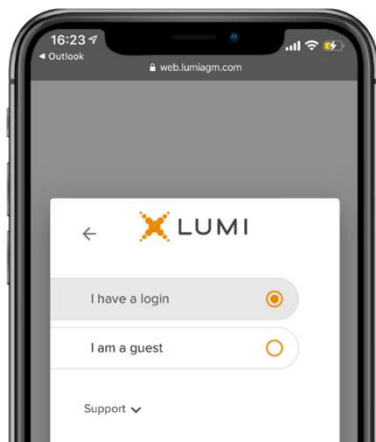 16:23
◀ Outlook
web.lumiagm.com
LUMI
I have a login
I am a guest
Support